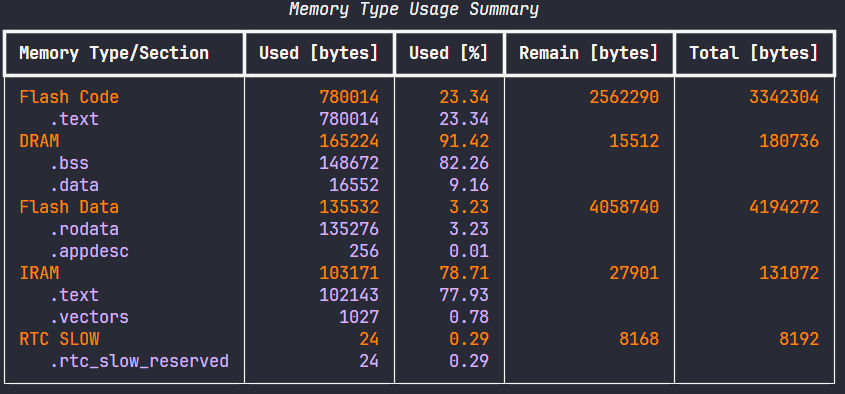 Memory Type Usage Summary
Memory Type/Section Used [bytes] Used [%] Remain [bytes] Total [bytes]
Flash Code 780014 23.34 2562290 3342304
.text 780014 23.34
DRAM 165224 91.42 15512 180736
.bss 148672 82.26
.data 16552 9.16
Flash Data 135532 3.23 4058740 4194272
.rodata 135276 3.23
.appdesc 256 0.01
IRAM 103171 78.71 27901 131072
.text 102143 77.93
.vectors 1027 0.78
RTC SLOW 24 0.29 8168 8192
.rtc_slow_reserved 24 0.29